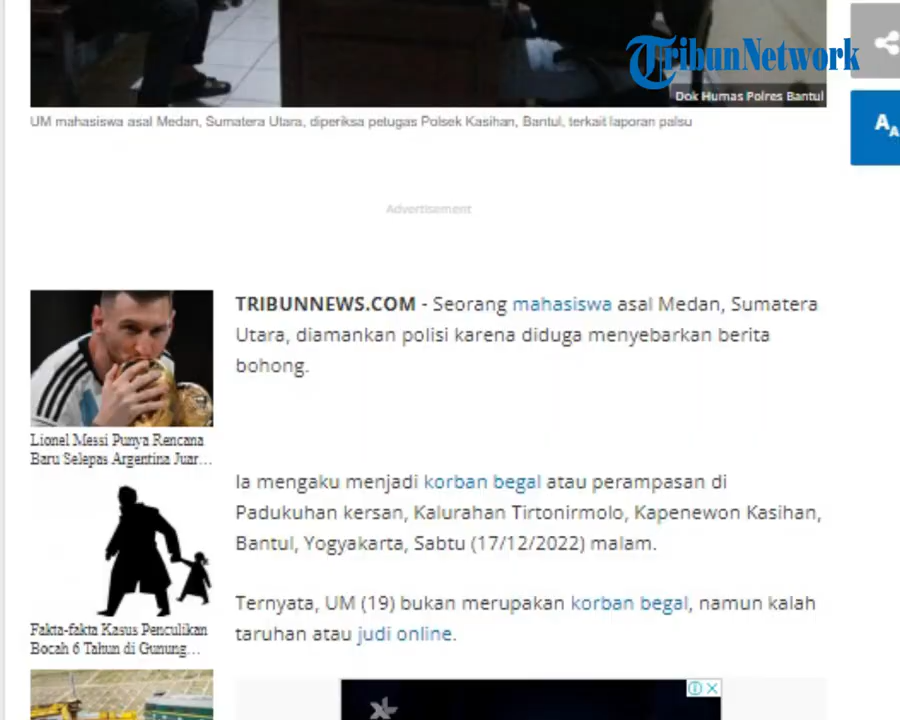 TribunNetwork
Dok Humas Polres Bantul
UM mahasiswa asal Medan, Sumatera Utara, diperiksa petugas Polsek Kasihan, Bantul, terkait laporan palsu
AA
Advertisement
TRIBUNNEWS.COM - Seorang mahasiswa asal Medan, Sumatera
Utara, diamankan polisi karena diduga menyebarkan berita
bohong.
Lionel Messi Punya Rencana
Baru Selepas Argentina Juar...
Ia mengaku menjadi korban begal atau perampasan di
Padukuhan kersan, Kalurahan Tirtonirmolo, Kapenewon Kasihan,
Bantul, Yogyakarta, Sabtu (17/12/2022) malam.
Fakta-fakta Kasus Penculikan
Bocah 6 Tahun di Gunung...
Ternyata, UM (19) bukan merupakan korban begal, namun kalah
taruhan atau judi online.